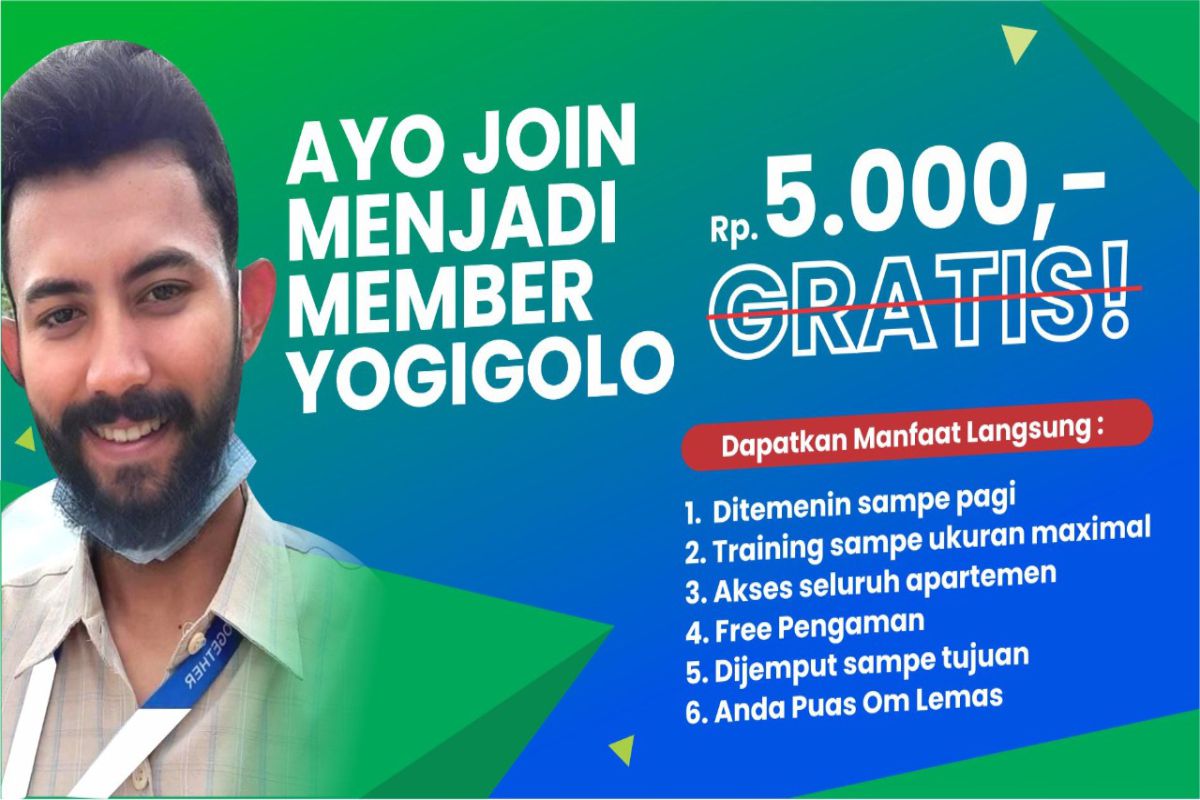 AYO JOIN
MENJADI
MEMBER
YOGIGOLO
Rp. 5.000,-
GRATIS!
Dapatkan Manfaat Langsung :
1. Ditemenin sampe pagi
2. Training sampe ukuran maximal
3. Akses seluruh apartemen
4. Free Pengaman
5. Dijemput sampe tujuan
6. Anda Puas Om Lemas
OGETHER